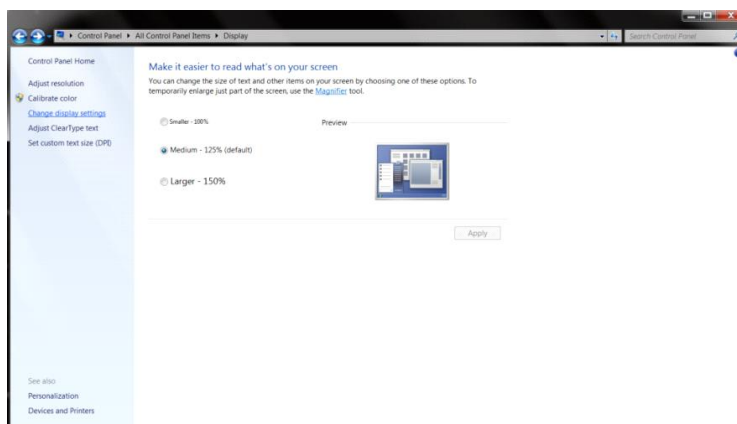 Control Panel ▸ All Control Panel Items ▸ Display
Search Control Panel
Control Panel Home
Adjust resolution
Calibrate color
Change display settings
Adjust ClearType text
Set custom text size (DPI)
See also
Personalization
Devices and Printers
Make it easier to read what's on your screen
You can change the size of text and other items on your screen by choosing one of these options. To
temporarily enlarge just part of the screen, use the Magnifier tool.
Smaller - 100%
Preview
Medium - 125% (default)
Larger - 150%
Apply